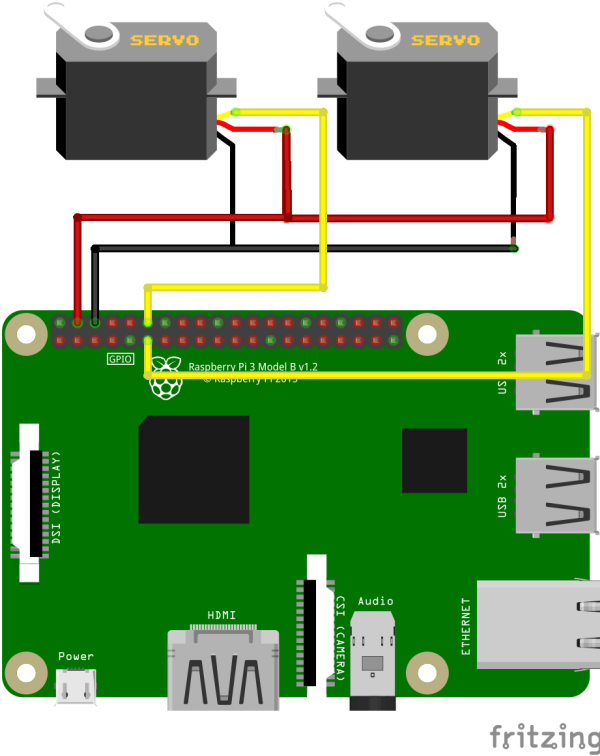 SERVO
SERVO
GPIO
Raspberry Pi 3 Model B v1.2
© Raspberry Pi 2015
USB 2x
DSI (DISPLAY)
USB 2x
HDMI
CSI (CAMERA)
Audio
ETHERNET
Power
fritzing